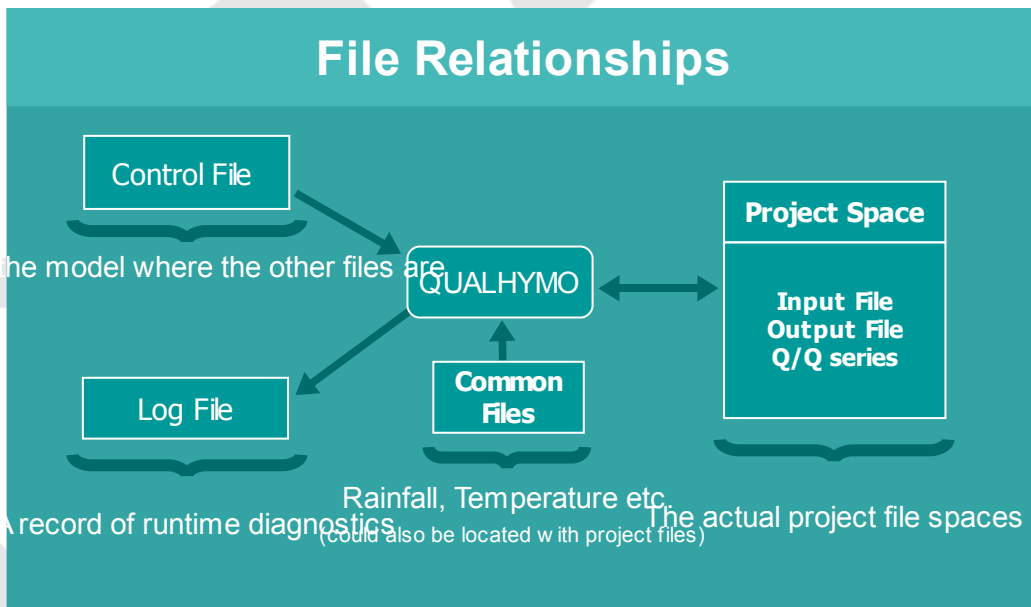 File Relationships
Control File
he model where the other files are
QUALHYMO
Project Space
Input File
Output File
Q/Q series
Common
Files
Log File
A record of runtime diagnostics
Rainfall, Temperature etc.
(could also be located with project files)
The actual project file spaces